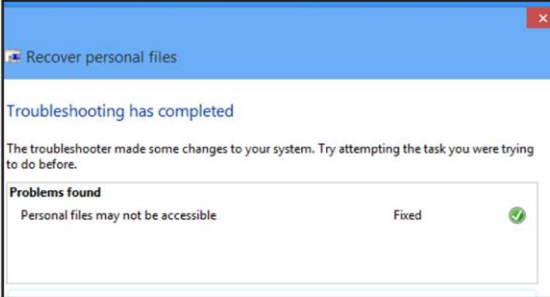 Recover personal files
Troubleshooting has completed
The troubleshooter made some changes to your system. Try attempting the task you were trying
to do before.
Problems found
Personal files may not be accessible Fixed